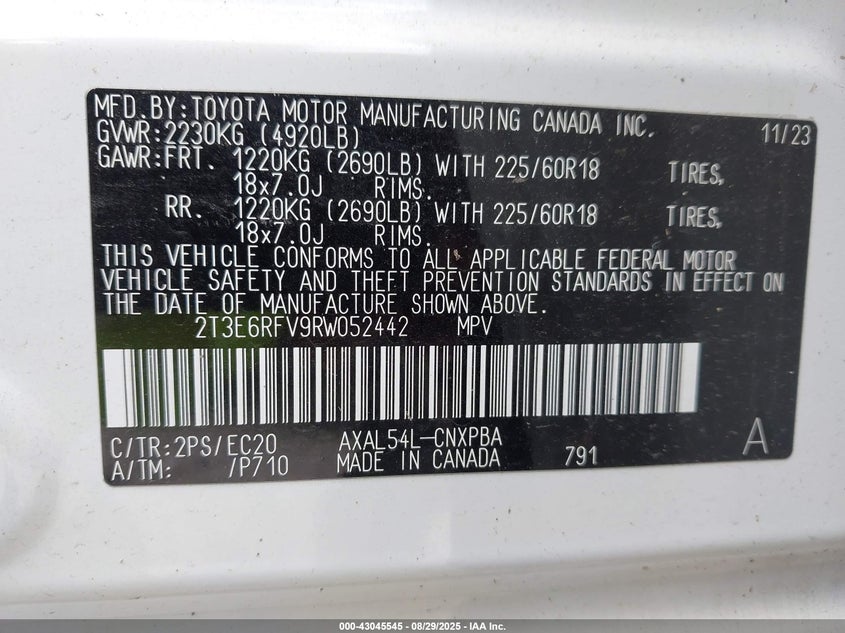 MFD.BY:TOYOTA MOTOR MANUFACTURING CANADA INC. 11/23
GVWR:2230KG (4920LB)
GAWR:FRT. 1220KG (2690LB) WITH 225/60R18 TIRES,
18x7.0J RIMS.
RR. 1220KG (2690LB) WITH 225/60R18 TIRES,
18x7.0J RIMS.
THIS VEHICLE CONFORMS TO ALL APPLICABLE FEDERAL MOTOR
VEHICLE SAFETY AND THEFT PREVENTION STANDARDS IN EFFECT ON
THE DATE OF MANUFACTURE SHOWN ABOVE.
2T3E6RFV9RW052442 MPV
C/TR:2PS/EC20 AXAL54L-CNXPBA A
A/TM: /P710 MADE IN CANADA 791
000-43045545 - 08/29/2025 - IAA Inc.